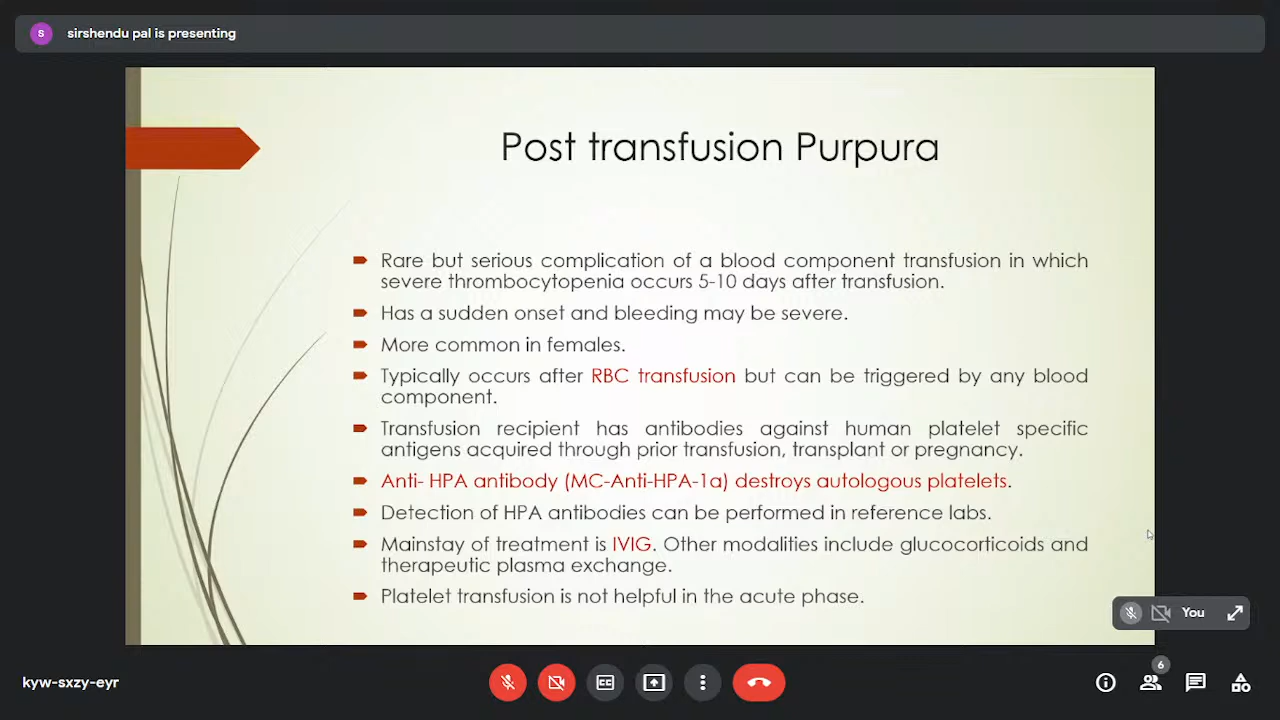 S
sirshendu pal is presenting
Post transfusion Purpura
Rare but serious complication of a blood component transfusion in which
severe thrombocytopenia occurs 5-10 days after transfusion.
Has a sudden onset and bleeding may be severe.
More common in females.
Typically occurs after RBC transfusion but can be triggered by any blood
component.
Transfusion recipient has antibodies against human platelet specific
antigens acquired through prior transfusion, transplant or pregnancy.
Anti- HPA antibody (MC-Anti-HPA-1a) destroys autologous platelets.
Detection of HPA antibodies can be performed in reference labs.
Mainstay of treatment is IVIG. Other modalities include glucocorticoids and
therapeutic plasma exchange.
Platelet transfusion is not helpful in the acute phase.
You
kyw-sxzy-eyr
CC
6